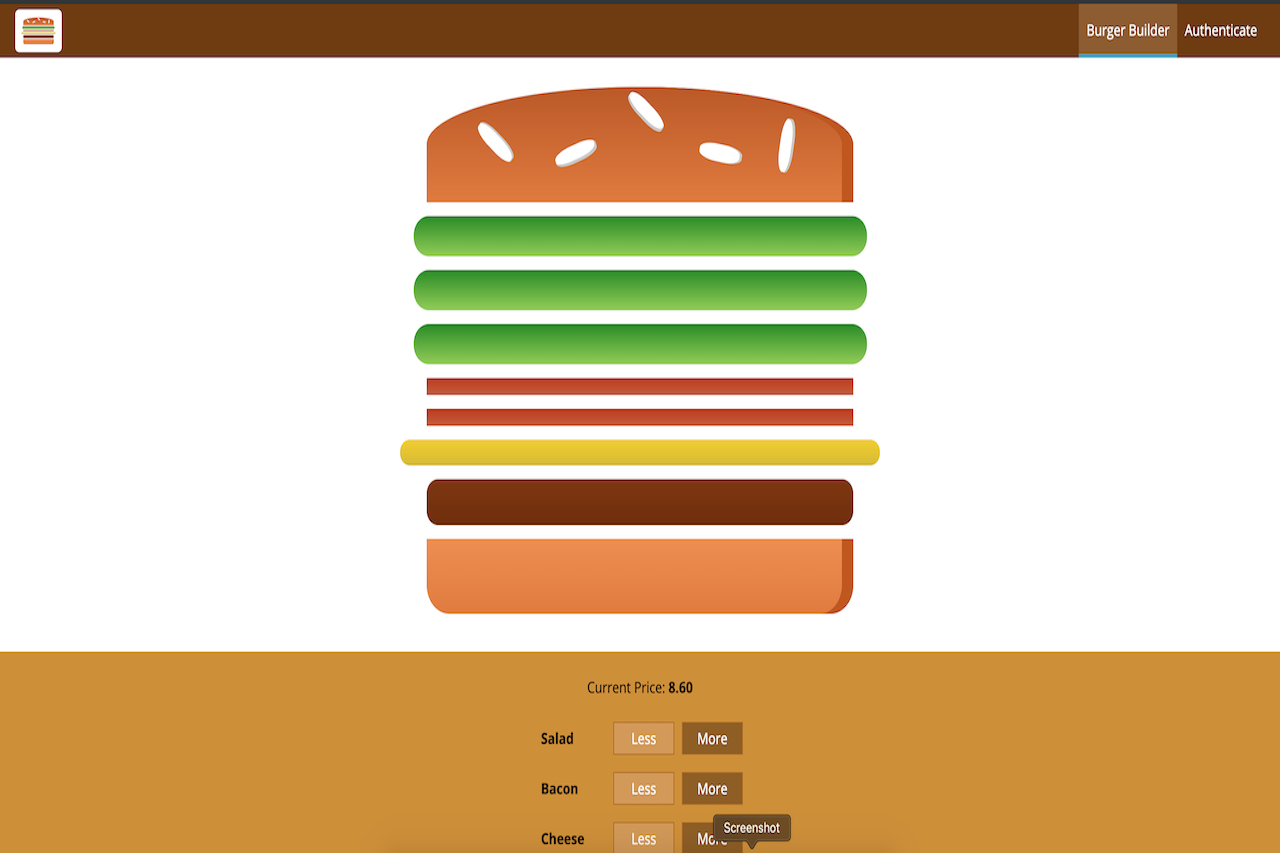 Burger Builder Authenticate
Current Price: 8.60
Salad Less More
Bacon Less More
Cheese Less More
Screenshot